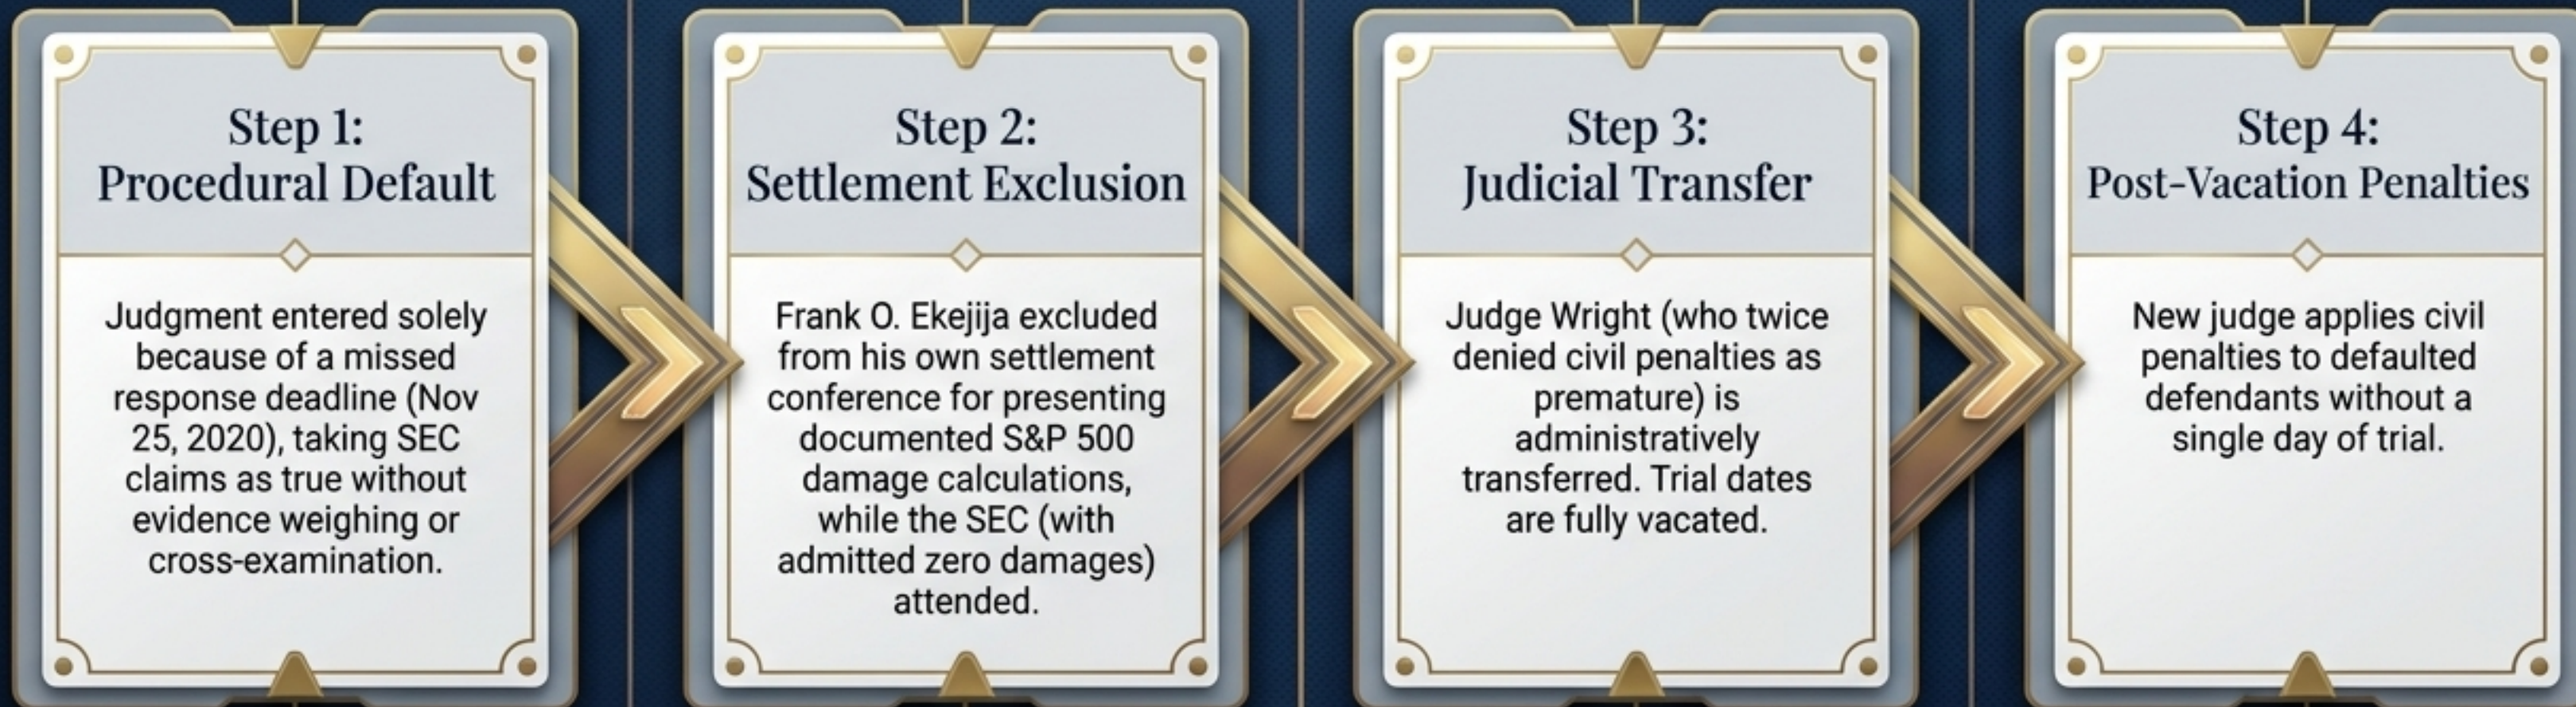 Step 1:
Procedural Default
Judgment entered solely
because of a missed
response deadline (Nov
25, 2020), taking SEC
claims as true without
evidence weighing or
cross-examination.
Step 2:
Settlement Exclusion
Frank O. Ekejija excluded
from his own settlement
conference for presenting
documented S&P 500
damage calculations,
while the SEC (with
admitted zero damages)
attended.
Step 3:
Judicial Transfer
Judge Wright (who twice
denied civil penalties as
premature) is
administratively
transferred. Trial dates
are fully vacated.
Step 4:
Post-Vacation Penalties
New judge applies civil
penalties to defaulted
defendants without a
single day of trial.